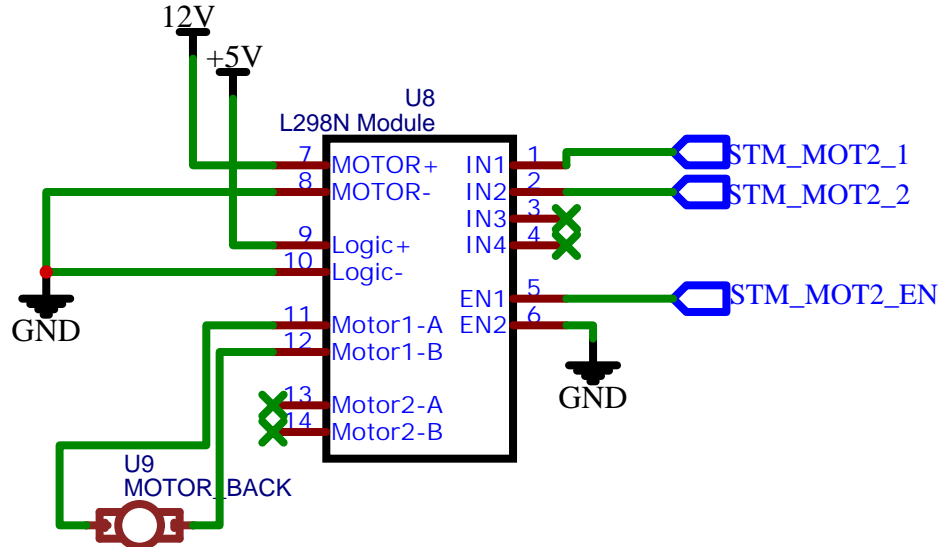 12V
+5V
U8
L298N Module
7 MOTOR+ IN1 1 STM_MOT2_1
8 MOTOR- IN2 2 STM_MOT2_2
IN3 3
9 Logic+ IN4 4
10 Logic-
EN1 5 STM_MOT2_EN
GND
11 Motor1-A EN2 6
12 Motor1-B
GND
13 Motor2-A
14 Motor2-B
U9
MOTOR_BACK